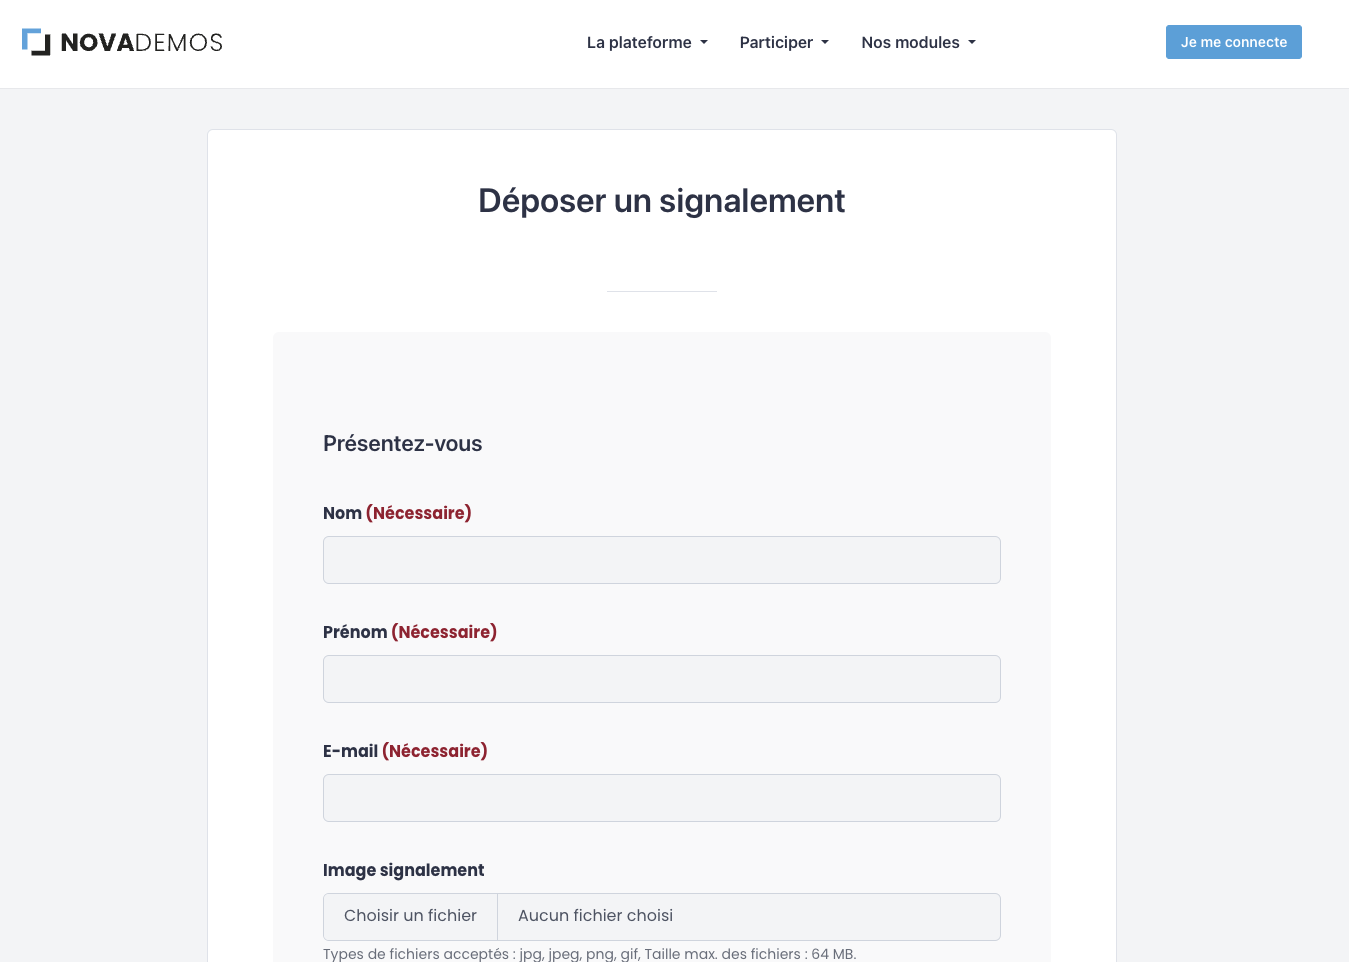 NOVADEMOS
La plateforme
Participer
Nos modules
Je me connecte
Déposer un signalement
Présentez-vous
Nom (Nécessaire)
Prénom (Nécessaire)
E-mail (Nécessaire)
Image signalement
Choisir un fichier
Aucun fichier choisi
Types de fichiers acceptés : jpg, jpeg, png, gif, Taille max. des fichiers : 64 MB.